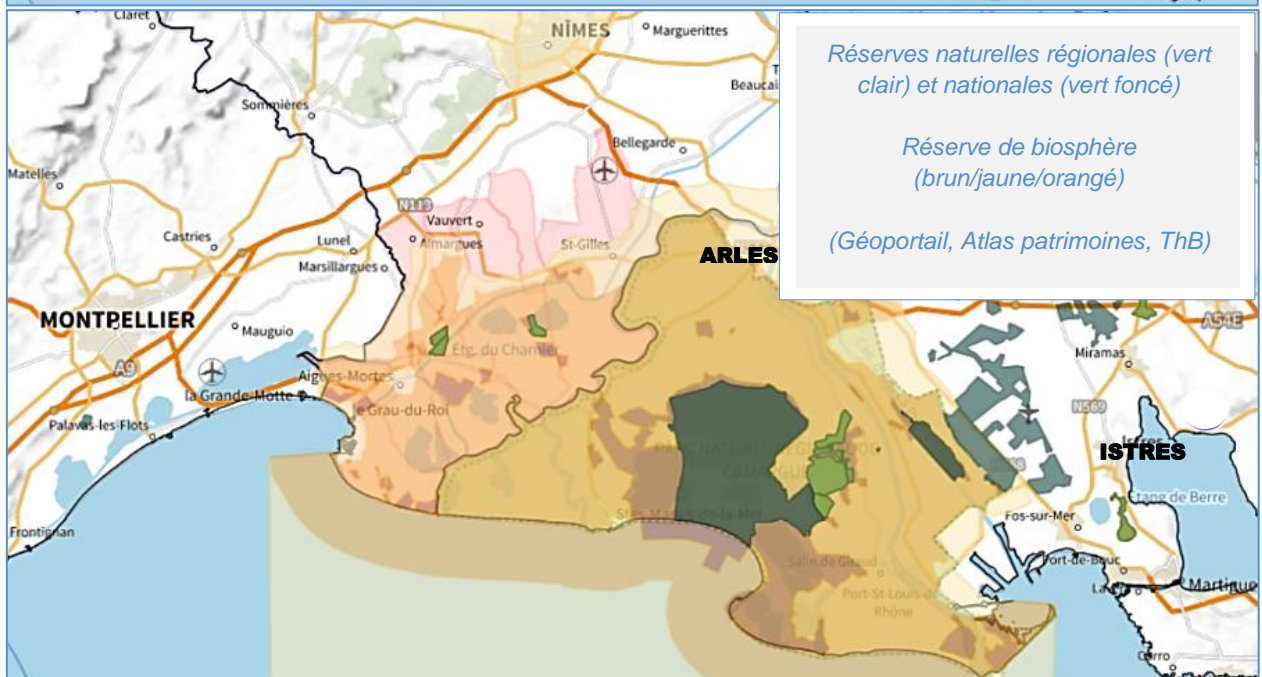 Claret
NÎMES
Marguerittes
Réserves naturelles régionales (vert
clair) et nationales (vert foncé)
Réserve de biosphère
(brun/jaune/orangé)
(Géoportail, Atlas patrimoines, ThB)
Beaucai
Sommières
Bellegarde
Matelles
N113
Vauvert
Castries
Lunel
Aimargues
St-Gilles
ARLES
Marsillargues
MONTPELLIER
Mauguio
Etg. du Charnier
A54E
Miramas
A9
Aigues-Mortes
la Grande-Motte
le Grau-du-Roi
N569
Palavas-les-Flots
Istres
ISTRES
Étang de Berre
Stes-Maries-de-la-Mer
Fos-sur-Mer
Frontignan
Salin de Giraud
Port-de-Bouc
Port-St-Louis-d
Rhône
Martigue
Carro